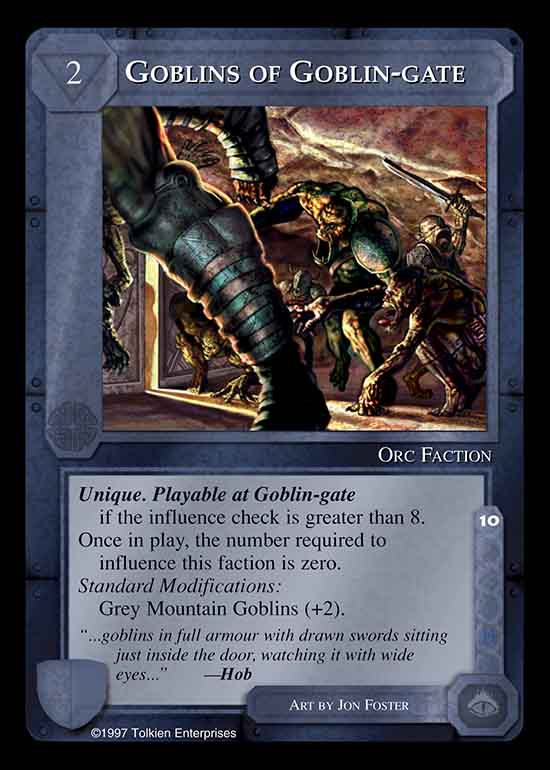 2
GOBLINS OF GOBLIN-GATE
ORC FACTION
Unique. Playable at Goblin-gate
if the influence check is greater than 8.
Once in play, the number required to
influence this faction is zero.
Standard Modifications:
Grey Mountain Goblins (+2).
“...goblins in full armour with drawn swords sitting
just inside the door, watching it with wide
eyes...” —Hob
10
ART BY JON FOSTER
©1997 Tolkien Enterprises